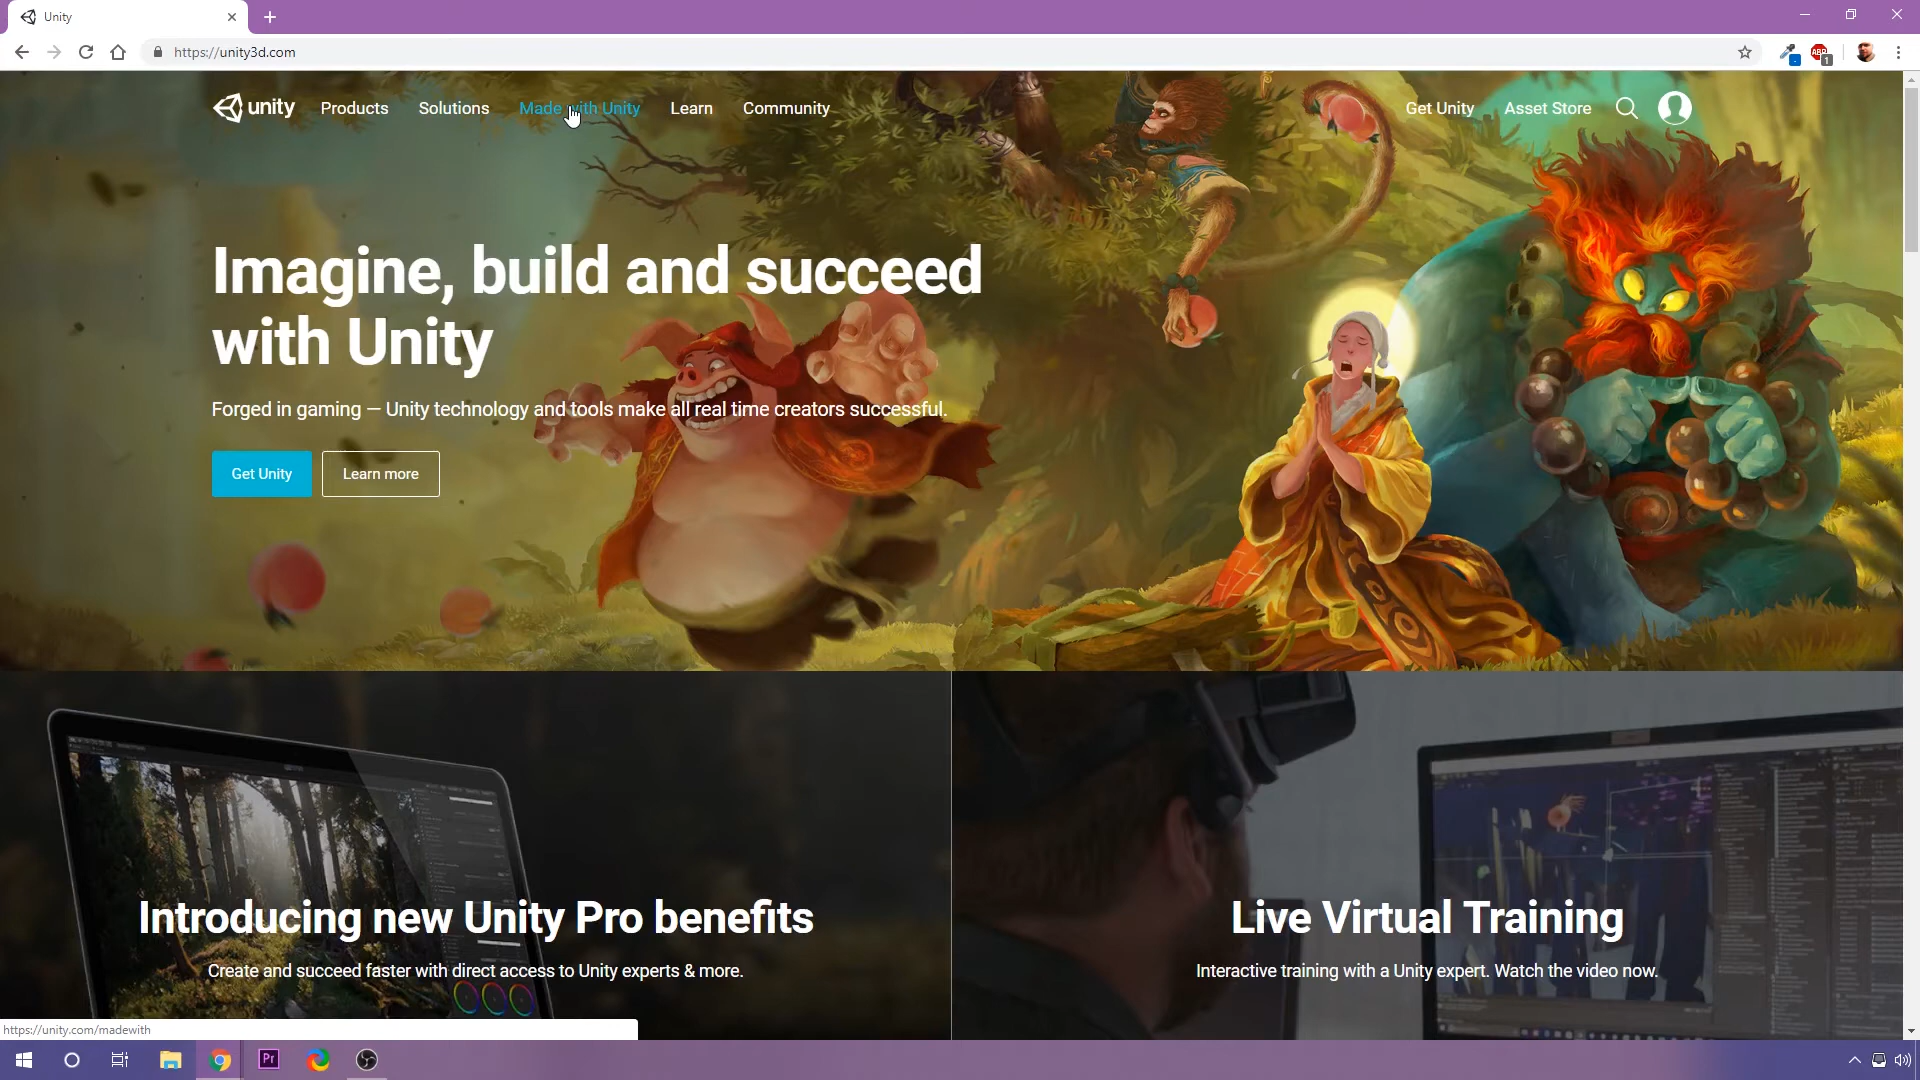 Unity
https://unity3d.com
unity
Products
Solutions
Made with Unity
Learn
Community
Get Unity
Asset Store
Imagine, build and succeed
with Unity
Forged in gaming — Unity technology and tools make all real time creators successful.
Get Unity
Learn more
Introducing new Unity Pro benefits
Create and succeed faster with direct access to Unity experts & more.
Live Virtual Training
Interactive training with a Unity expert. Watch the video now.
https://unity.com/madewith
ABP
1
Pr